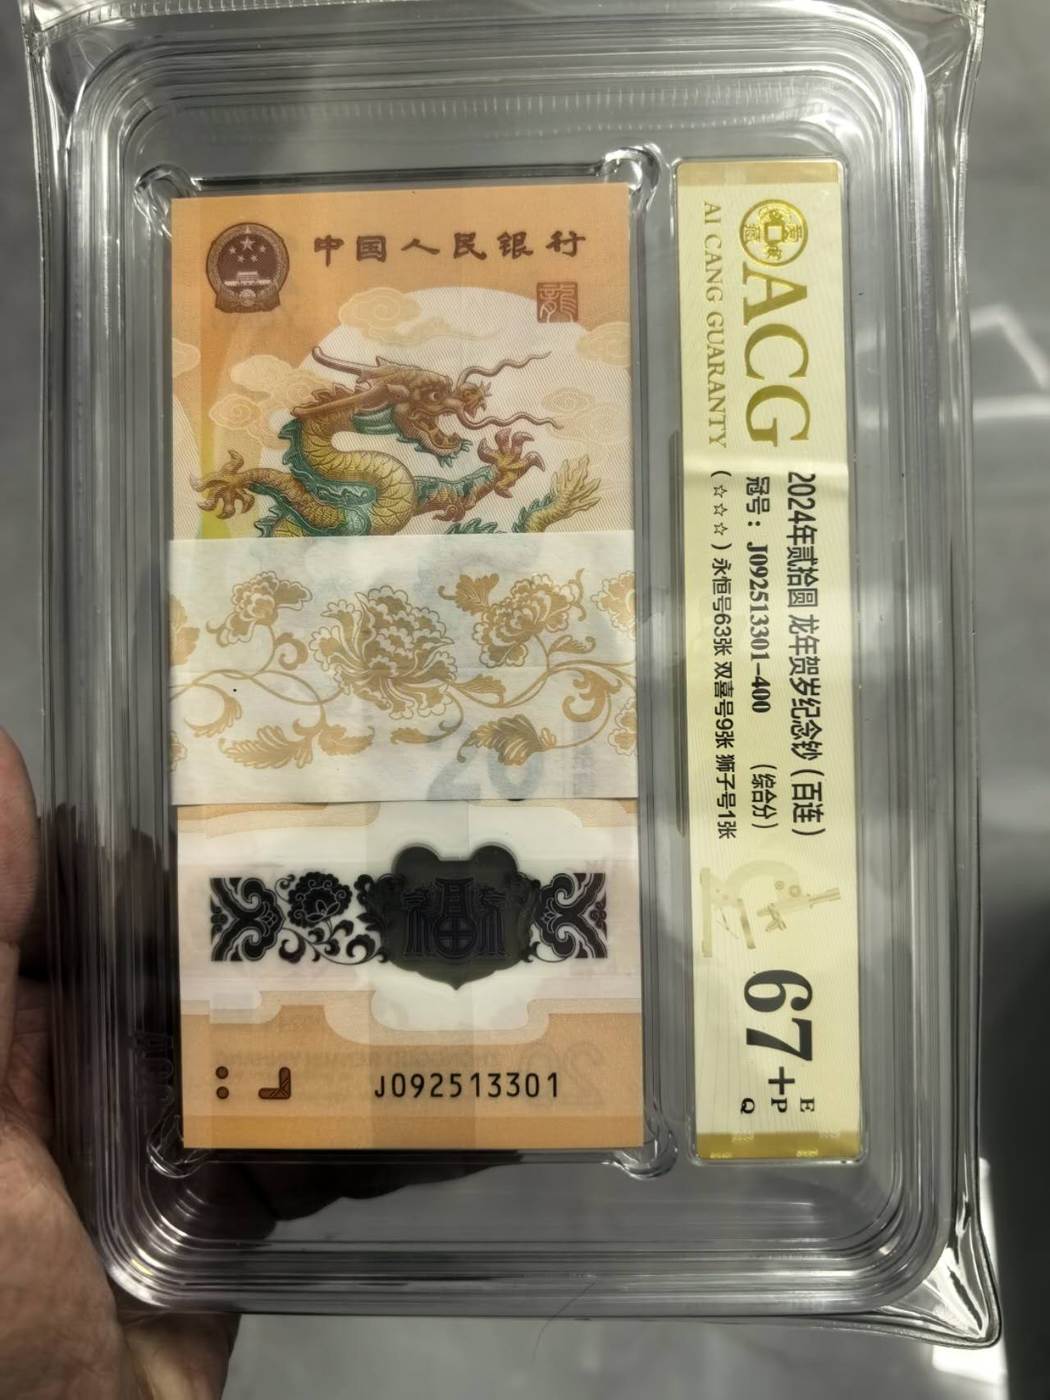 中国人民银行
龍
福
J092513301
ACG
AI CANG GUARANTY
2024年贰拾圆 龙年贺岁纪念钞（百连）
冠号：J092513301-400 （综合分）
（☆☆☆）永恒号63张 双喜号9张 狮子号1张
67+
E
P
Q